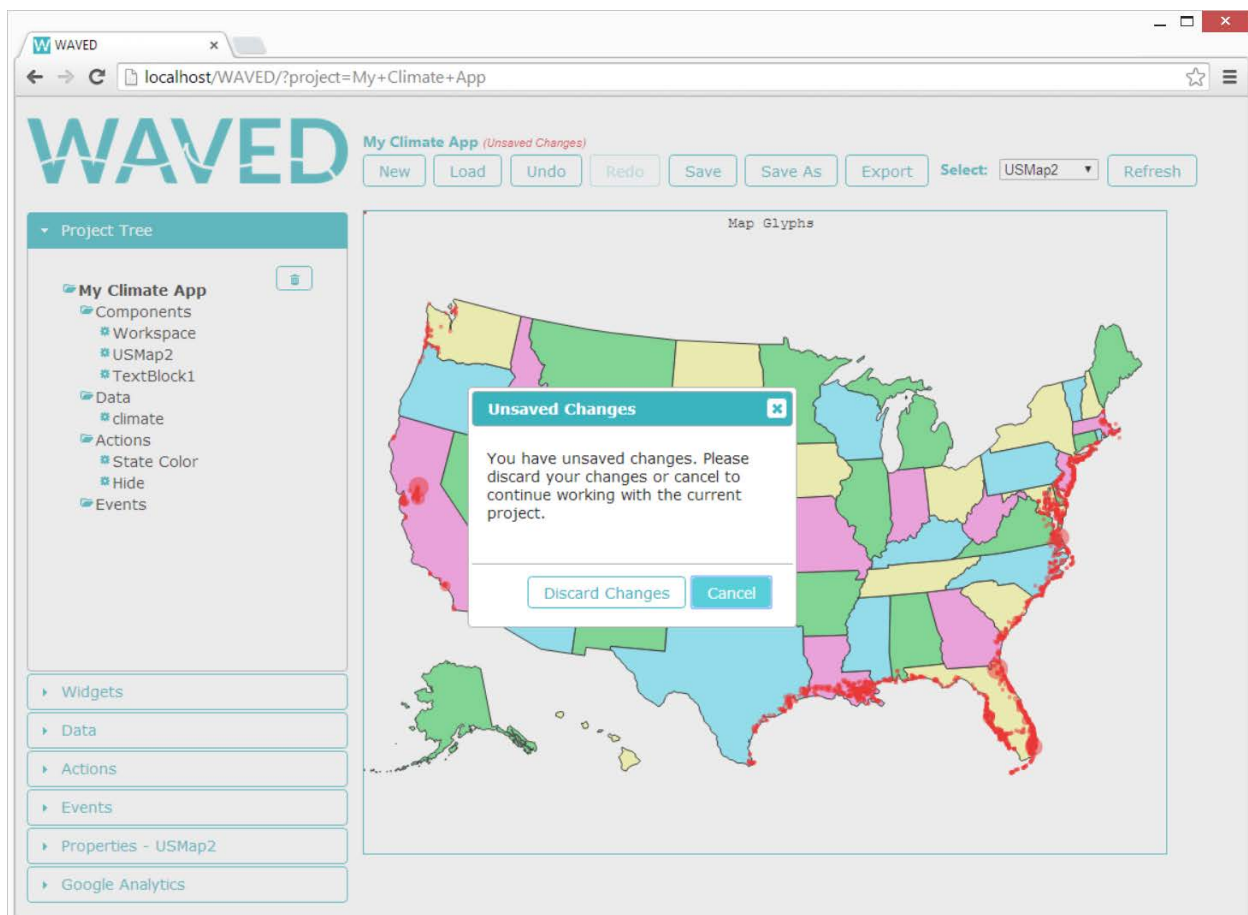 WAVED
localhost/WAVED/?project=My+Climate+App
WAVED
My Climate App (Unsaved Changes)
New Load Undo Redo Save Save As Export Select: USMap2 Refresh
Project Tree
My Climate App
Components
Workspace
USMap2
TextBlock1
Data
climate
Actions
State Color
Hide
Events
Widgets
Data
Actions
Events
Properties - USMap2
Google Analytics
Map Glyphs
Unsaved Changes
You have unsaved changes. Please
discard your changes or cancel to
continue working with the current
project.
Discard Changes Cancel